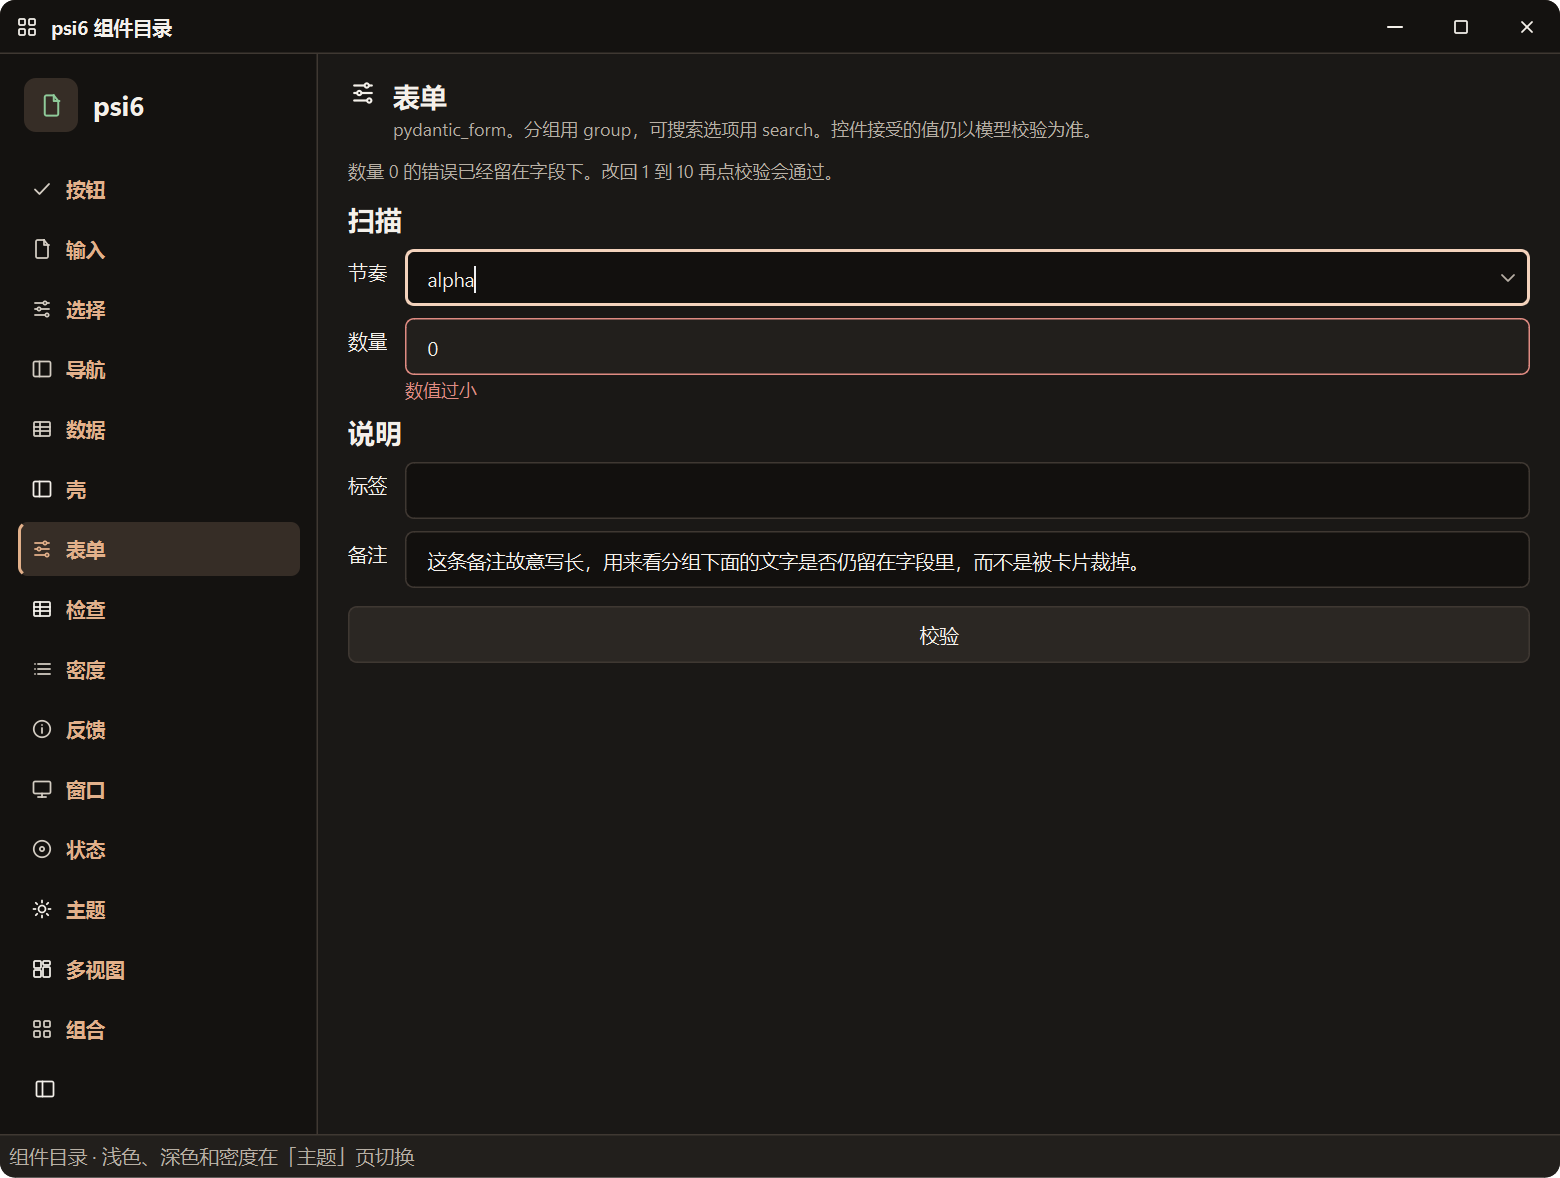 psi6 组件目录
psi6
按钮
输入
选择
导航
数据
壳
表单
检查
密度
反馈
窗口
状态
主题
多视图
组合
表单
pydantic_form。分组用 group，可搜索选项用 search。控件接受的值仍以模型校验为准。
数量 0 的错误已经留在字段下。改回 1 到 10 再点校验会通过。
扫描
节奏
alpha
数量
0
数值过小
说明
标签
备注
这条备注故意写长，用来看分组下面的文字是否仍留在字段里，而不是被卡片裁掉。
校验
组件目录 · 浅色、深色和密度在「主题」页切换